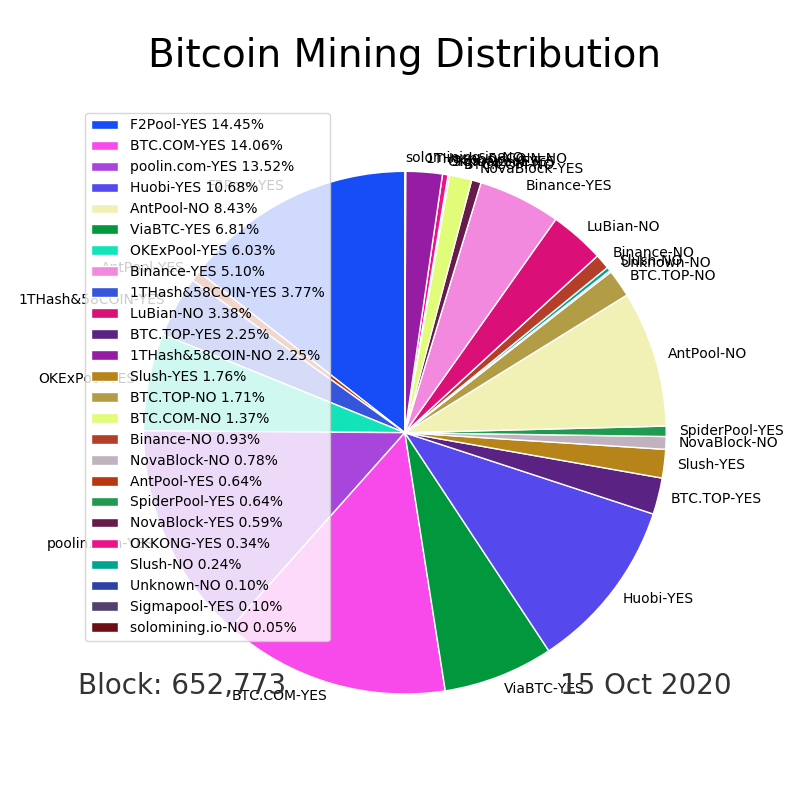 Bitcoin Mining Distribution
F2Pool-YES 14.45%
BTC.COM-YES 14.06%
poolin.com-YES 13.52%
Huobi-YES 10.68%
AntPool-NO 8.43%
ViaBTC-YES 6.81%
OKExPool-YES 6.03%
Binance-YES 5.10%
1THash&58COIN-YES 3.77%
LuBian-NO 3.38%
BTC.TOP-YES 2.25%
1THash&58COIN-NO 2.25%
Slush-YES 1.76%
BTC.TOP-NO 1.71%
BTC.COM-NO 1.37%
Binance-NO 0.93%
NovaBlock-NO 0.78%
AntPool-YES 0.64%
SpiderPool-YES 0.64%
NovaBlock-YES 0.59%
OKKONG-YES 0.34%
Slush-NO 0.24%
Unknown-NO 0.10%
Sigmapool-YES 0.10%
solomining.io-NO 0.05%
solomining.io-NO
1THash&58COIN-NO
NovaBlock-YES
Binance-YES
LuBian-NO
Binance-NO
Slush-NO
Unknown-NO
BTC.TOP-NO
AntPool-NO
SpiderPool-YES
NovaBlock-NO
Slush-YES
BTC.TOP-YES
Huobi-YES
ViaBTC-YES
BTC.COM-YES
AntPool-YES
1THash&58COIN-YES
Block: 652,773
15 Oct 2020